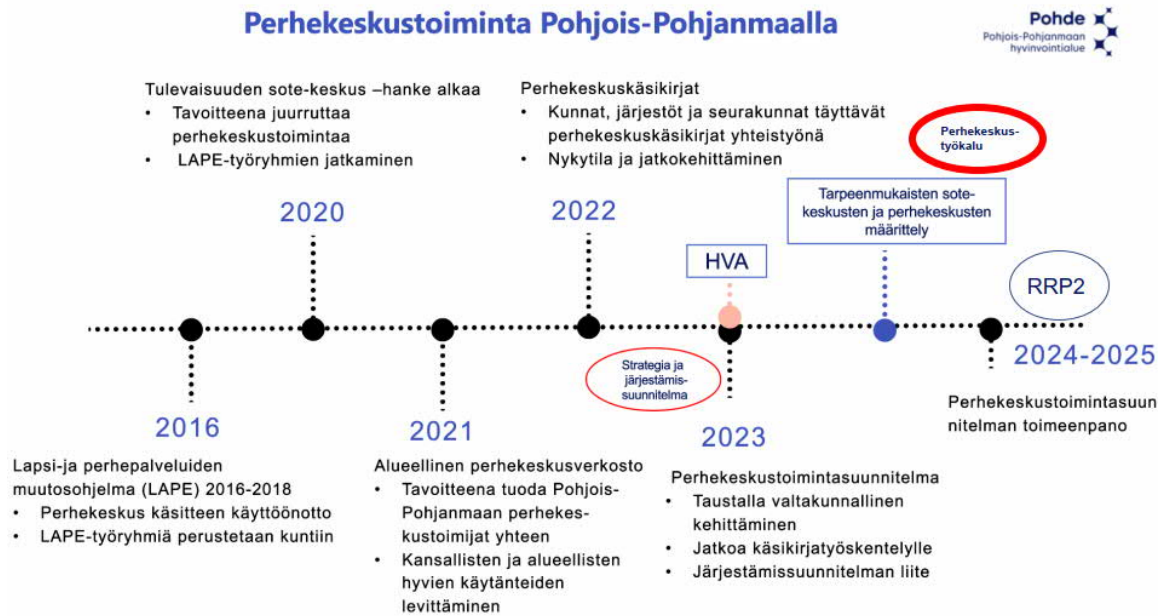 Perhekeskustoiminta Pohjois-Pohjanmaalla
Pohde
Pohjois-Pohjanmaan
hyvinvointialue
Tulevaisuuden sote-keskus –hanke alkaa
• Tavoitteena juurruttaa
perhekeskustoimintaa
• LAPE-työryhmien jatkaminen
2020
Perhekeskuskäsikirjat
• Kunnat, järjestöt ja seurakunnat täyttävät
perhekeskuskäsikirjat yhteistyönä
• Nykytila ja jatkokehittäminen
2022
Perhekeskus-
työkalu
Tarpeenmukaisten sote-
keskusten ja perhekeskusten
määrittely
HVA
RRP2
2024-2025
Perhekeskustoimintasuun
nitelman toimeenpano
Strategia ja
järjestämis-
suunnitelma
2016
Lapsi-ja perhepalveluiden
muutosohjelma (LAPE) 2016-2018
• Perhekeskus käsitteen käyttöönotto
• LAPE-työryhmiä perustetaan kuntiin
2021
Alueellinen perhekeskusverkosto
• Tavoitteena tuoda Pohjois-
Pohjanmaan perhekes-
kustoimijat yhteen
• Kansallisten ja alueellisten
hyvien käytänteiden
levittäminen
2023
Perhekeskustoimintasuunnitelma
• Taustalla valtakunnallinen
kehittäminen
• Jatkoa käsikirjatyöskentelylle
• Järjestämissuunnitelman liite